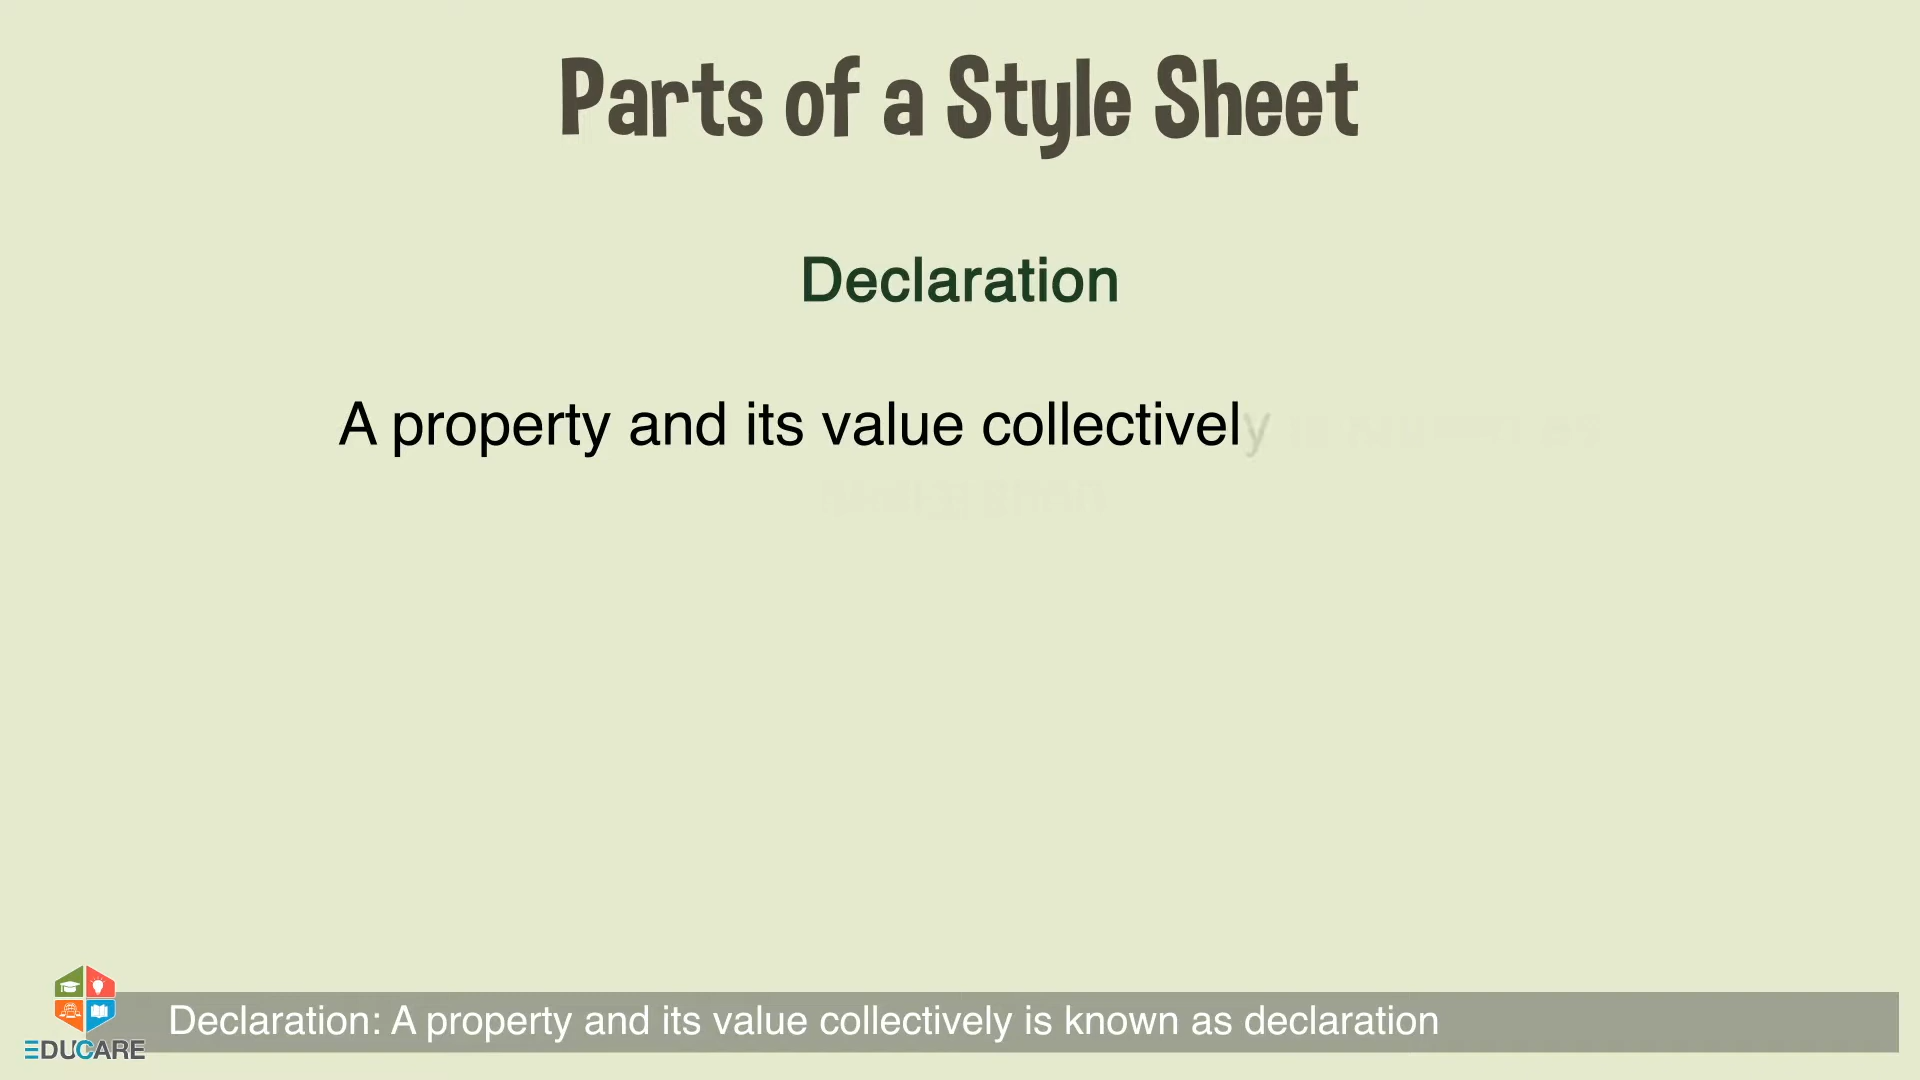 Parts of a Style Sheet
Declaration
A property and its value collectively
Declaration: A property and its value collectively is known as declaration
EDUCARE